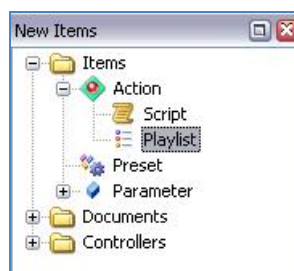 New Items
Items
Action
Script
Playlist
Preset
Parameter
Documents
Controllers